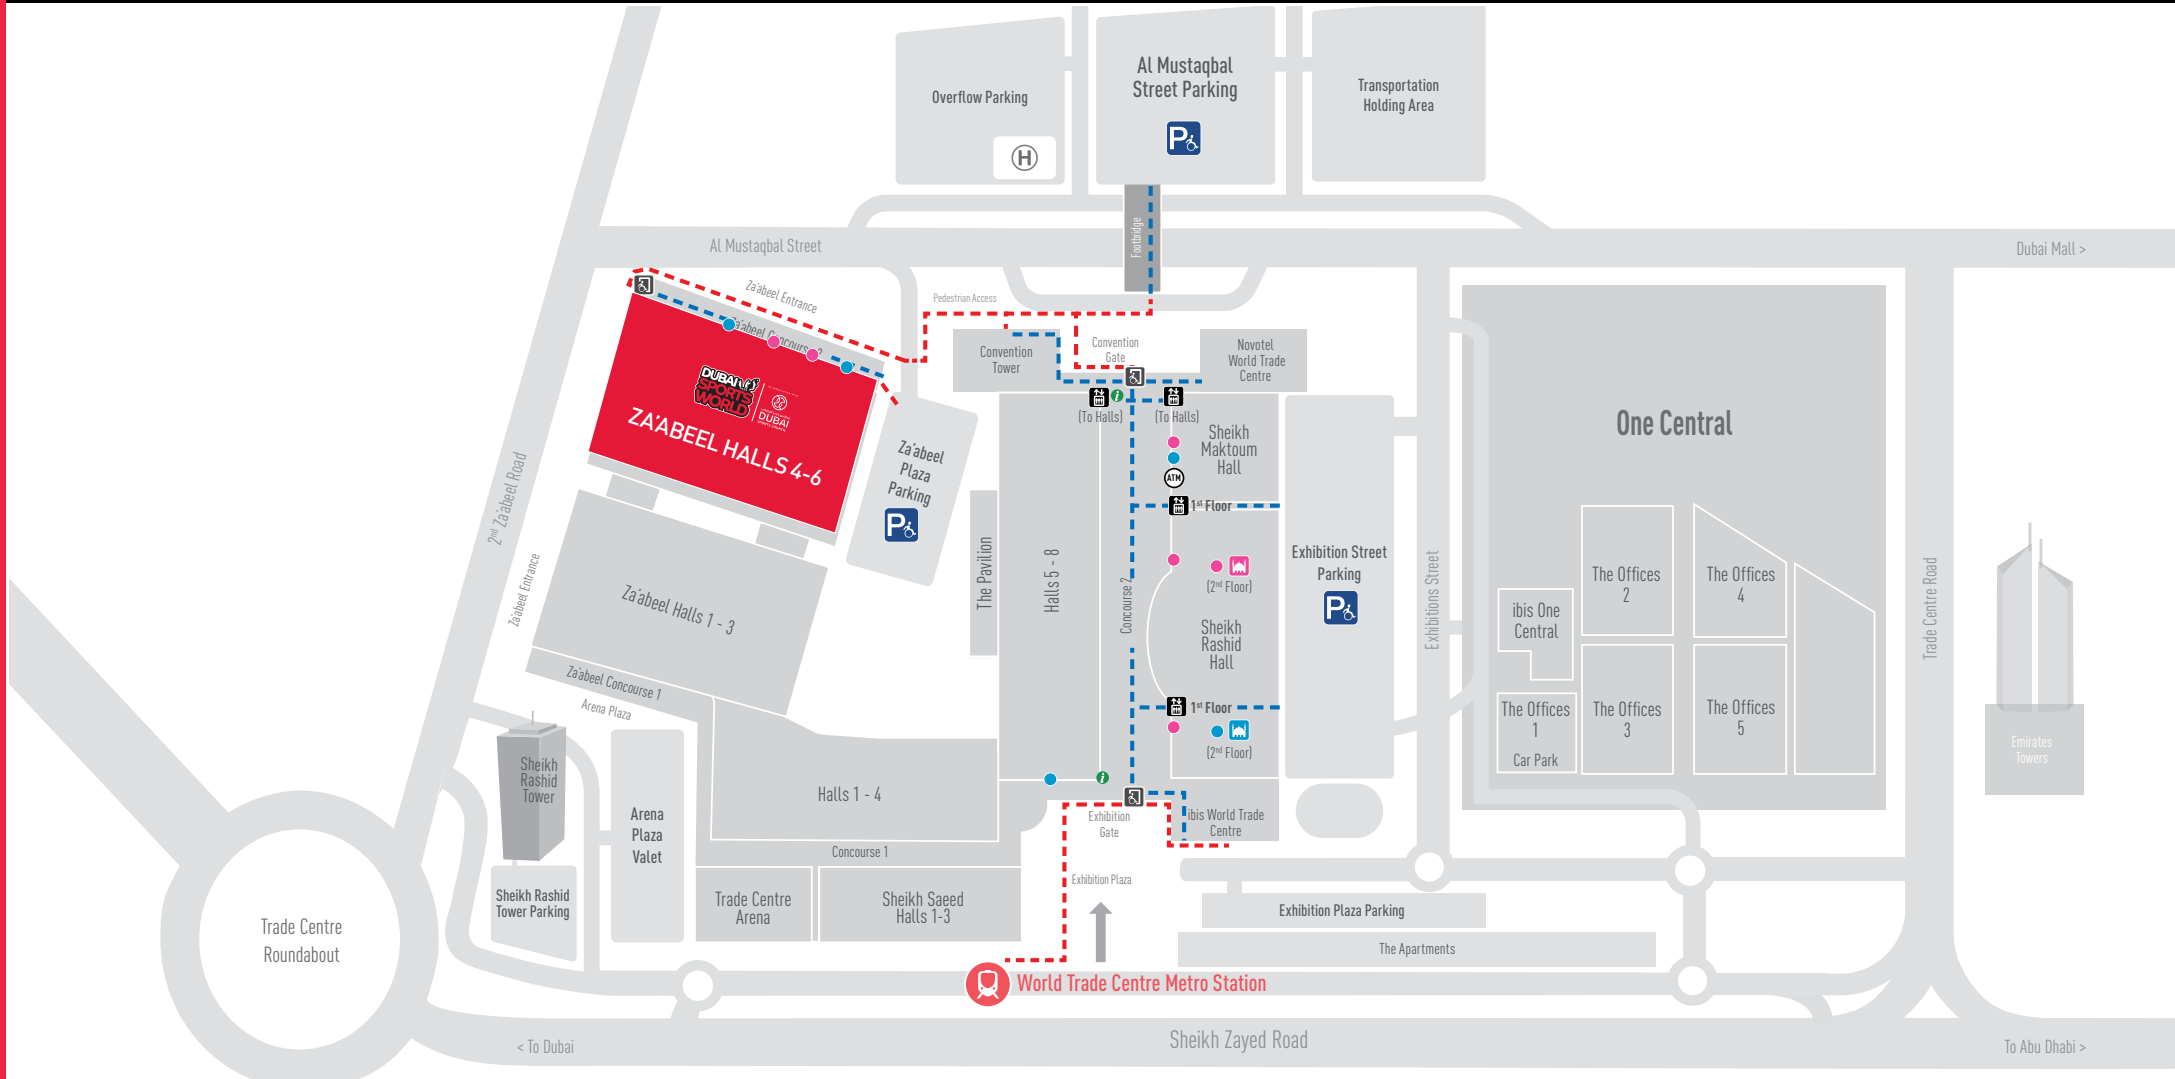 Overflow Parking
H
Al Mustaqbal
Street Parking
P
Transportation
Holding Area
Footbridge
Al Mustaqbal Street
Dubai Mall >
Za'abeel Entrance
Za'abeel Concourse 2
Pedestrian Access
Convention
Tower
Convention
Gate
Novotel
World Trade
Centre
DUBAI
SPORTS
WORLD
DUBAI
ZA'ABEEL HALLS 4-6
Za'abeel
Plaza
Parking
P
i
(To Halls)
(To Halls)
Sheikh
Maktoum
Hall
ATM
1st Floor
One Central
2nd Za'abeel Road
Za'abeel Entrance
Za'abeel Halls 1 - 3
Za'abeel Concourse 1
Arena Plaza
The Pavilion
Halls 5 - 8
Concourse 2
(2nd Floor)
Sheikh
Rashid
Hall
1st Floor
(2nd Floor)
Exhibition Street
Parking
P
Exhibitions Street
ibis One
Central
The Offices
2
The Offices
4
The Offices
1
Car Park
The Offices
3
The Offices
5
Trade Centre Road
Emirates
Towers
Sheikh
Rashid
Tower
Arena
Plaza
Valet
Halls 1 - 4
i
Exhibition
Gate
ibis World Trade
Centre
Concourse 1
Sheikh Rashid
Tower Parking
Trade Centre
Arena
Sheikh Saeed
Halls 1-3
Exhibition Plaza
Exhibition Plaza Parking
The Apartments
Trade Centre
Roundabout
World Trade Centre Metro Station
< To Dubai
Sheikh Zayed Road
To Abu Dhabi >